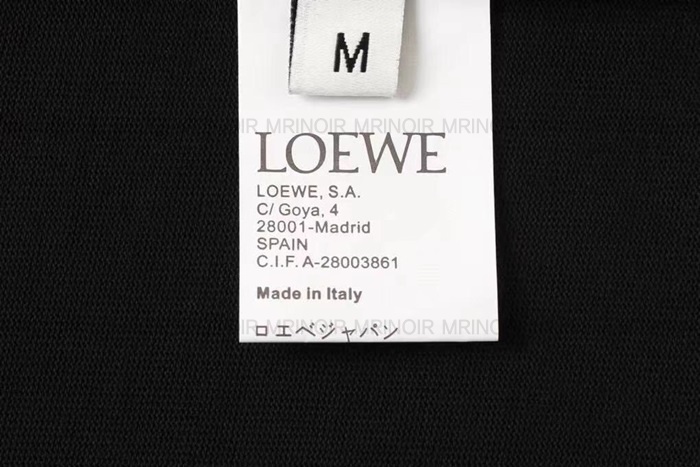 M
MRINOIR MRINOIR MRINOIR
LOEWE
LOEWE, S.A.
C/ Goya, 4
28001-Madrid
SPAIN
C.I.F. A-28003861
Made in Italy
MRINOIR MRINOIR MRINOIR
ロエベジャパン